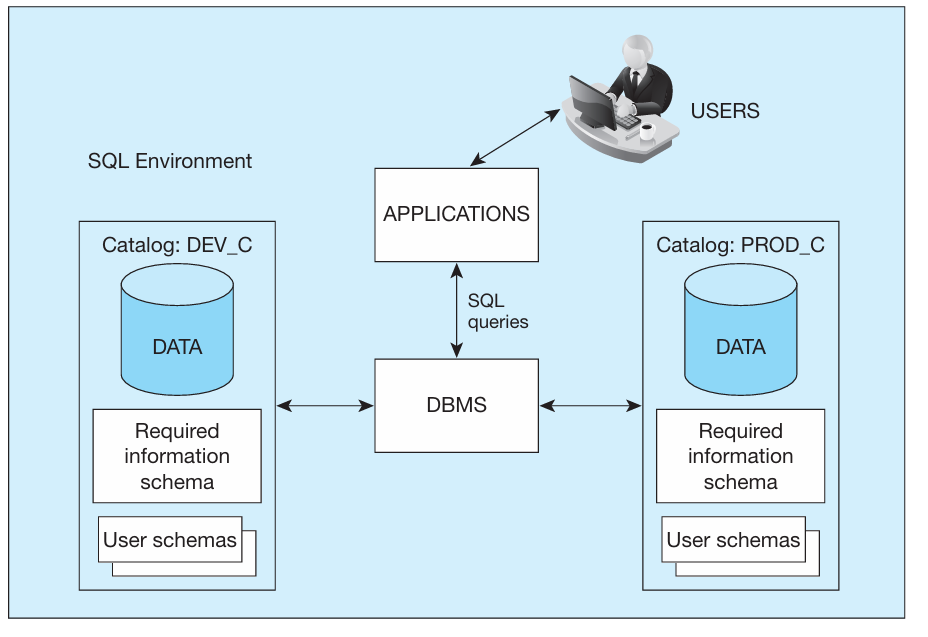 USERS
SQL Environment
APPLICATIONS
Catalog: DEV_C
Catalog: PROD_C
SQL
queries
DATA
DATA
DBMS
Required
information
schema
Required
information
schema
User schemas
User schemas